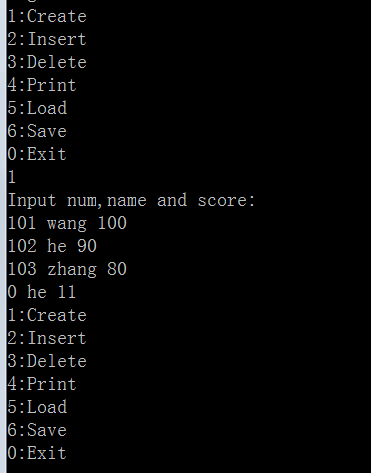 1:Create
2:Insert
3:Delete
4:Print
5:Load
6:Save
0:Exit
1
Input num,name and score:
101 wang 100
102 he 90
103 zhang 80
0 he 11
1:Create
2:Insert
3:Delete
4:Print
5:Load
6:Save
0:Exit